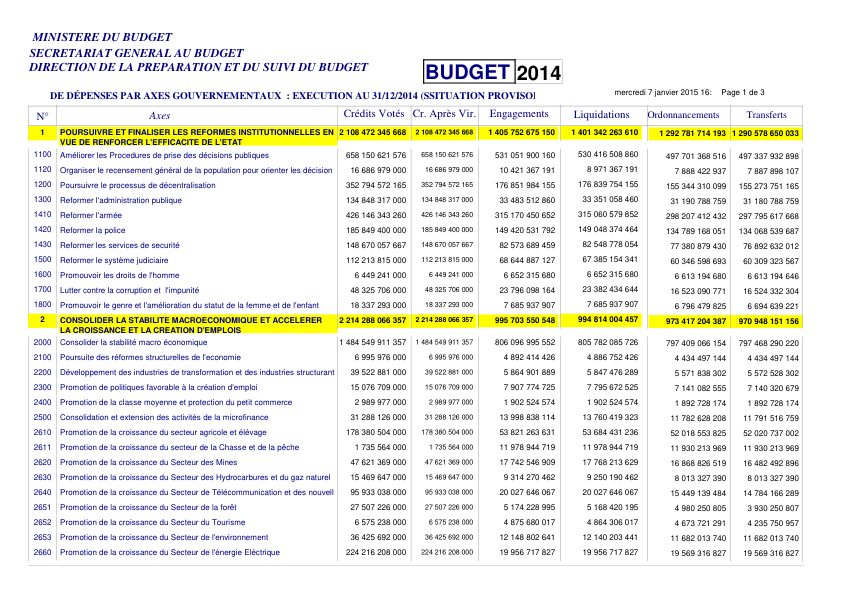 MINISTERE DU BUDGET
SECRETARIAT GENERAL AU BUDGET
DIRECTION DE LA PREPARATION ET DU SUIVI DU BUDGET
BUDGET 2014
DE DÉPENSES PAR AXES GOUVERNEMENTAUX : EXECUTION AU 31/12/2014 (SSITUATION PROVISOI
mercredi 7 janvier 2015 16: Page 1 de 3
N° Axes Crédits Votés Cr. Après Vir. Engagements Liquidations Ordonnancements Transferts
1 POURSUIVRE ET FINALISER LES REFORMES INSTITUTIONNELLES EN 2 108 472 345 668 2 108 472 345 668 1 405 752 675 150 1 401 342 263 610 1 292 781 714 193 1 290 578 650 033
VUE DE RENFORCER L'EFFICACITE DE L'ETAT
1100 Améliorer les Procedures de prise des décisions publiques 658 150 621 576 658 150 621 576 531 051 900 160 530 416 508 860 497 701 368 516 497 337 932 898
1120 Organiser le recensement général de la population pour orienter les décision 16 686 979 000 16 686 979 000 10 421 367 191 8 971 367 191 7 888 422 937 7 887 898 107
1200 Poursuivre le processus de décentralisation 352 794 572 165 352 794 572 165 176 851 984 155 176 839 754 155 155 344 310 099 155 273 751 165
1300 Reformer l'administration publique 134 848 317 000 134 848 317 000 33 483 512 860 33 351 058 460 31 190 788 759 31 180 788 759
1410 Reformer l'armée 426 146 343 260 426 146 343 260 315 170 450 652 315 060 579 852 298 207 412 432 297 795 617 668
1420 Reformer la police 185 849 400 000 185 849 400 000 149 420 531 792 149 048 374 464 134 789 168 051 134 068 539 687
1430 Reformer les services de securité 148 670 057 667 148 670 057 667 82 573 689 459 82 548 778 054 77 380 879 430 76 892 632 012
1500 Reformer le système judiciaire 112 213 815 000 112 213 815 000 68 644 887 127 67 385 154 341 60 346 598 693 60 309 323 567
1600 Promouvoir les droits de l'homme 6 449 241 000 6 449 241 000 6 652 315 680 6 652 315 680 6 613 194 680 6 613 194 646
1700 Lutter contre la corruption et l'impunité 48 325 706 000 48 325 706 000 23 796 098 164 23 382 434 644 16 523 090 771 16 524 332 304
1800 Promouvoir le genre et l'amélioration du statut de la femme et de l'enfant 18 337 293 000 18 337 293 000 7 685 937 907 7 685 937 907 6 796 479 825 6 694 639 221
2 CONSOLIDER LA STABILITE MACROECONOMIQUE ET ACCELERER 2 214 288 066 357 2 214 288 066 357 995 703 550 548 994 814 004 457 973 417 204 387 970 948 151 156
LA CROISSANCE ET LA CREATION D'EMPLOIS
2000 Consolider la stabilité macro économique 1 484 549 911 357 1 484 549 911 357 806 096 995 552 805 782 085 726 797 409 066 154 797 468 290 220
2100 Poursuite des réformes structurelles de l'economie 6 995 976 000 6 995 976 000 4 892 414 426 4 886 752 426 4 434 497 144 4 434 497 144
2200 Développement des industries de transformation et des industries structurant 39 522 881 000 39 522 881 000 5 864 901 889 5 847 476 289 5 571 838 302 5 572 528 302
2300 Promotion de politiques favorable à la création d'emploi 15 076 709 000 15 076 709 000 7 907 774 725 7 795 672 525 7 141 082 555 7 140 320 679
2400 Promotion de la classe moyenne et protection du petit commerce 2 989 977 000 2 989 977 000 1 902 524 574 1 902 524 574 1 892 728 174 1 892 728 174
2500 Consolidation et extension des activités de la microfinance 31 288 126 000 31 288 126 000 13 998 838 114 13 760 419 323 11 782 628 208 11 791 516 759
2610 Promotion de la croissance du secteur agricole et élévage 178 380 504 000 178 380 504 000 53 821 263 631 53 684 431 236 52 018 553 825 52 020 737 002
2611 Promotion de la croissance du secteur de la Chasse et de la pêche 1 735 564 000 1 735 564 000 11 978 944 719 11 978 944 719 11 930 213 969 11 930 213 969
2620 Promotion de la croissance du Secteur des Mines 47 621 369 000 47 621 369 000 17 742 546 909 17 768 213 629 16 868 826 519 16 482 492 896
2630 Promotion de la croissance du Secteur des Hydrocarbures et du gaz naturel 15 469 647 000 15 469 647 000 9 314 270 462 9 250 190 462 8 013 327 390 8 013 327 390
2640 Promotion de la croissance du Secteur de Télécommunication et des nouvell 95 933 038 000 95 933 038 000 20 027 646 067 20 027 646 067 15 449 139 484 14 784 166 289
2651 Promotion de la croissance du Secteur de la forêt 27 507 226 000 27 507 226 000 5 174 228 995 5 168 420 195 4 980 250 805 3 930 250 807
2652 Promotion de la croissance du Secteur du Tourisme 6 575 238 000 6 575 238 000 4 875 680 017 4 864 306 017 4 673 721 291 4 235 750 957
2653 Promotion de la croissance du Secteur de l'environnement 36 425 692 000 36 425 692 000 12 148 802 641 12 140 203 441 11 682 013 740 11 682 013 740
2660 Promotion de la croissance du Secteur de l'énergie Eléctrique 224 216 208 000 224 216 208 000 19 956 717 827 19 956 717 827 19 569 316 827 19 569 316 827